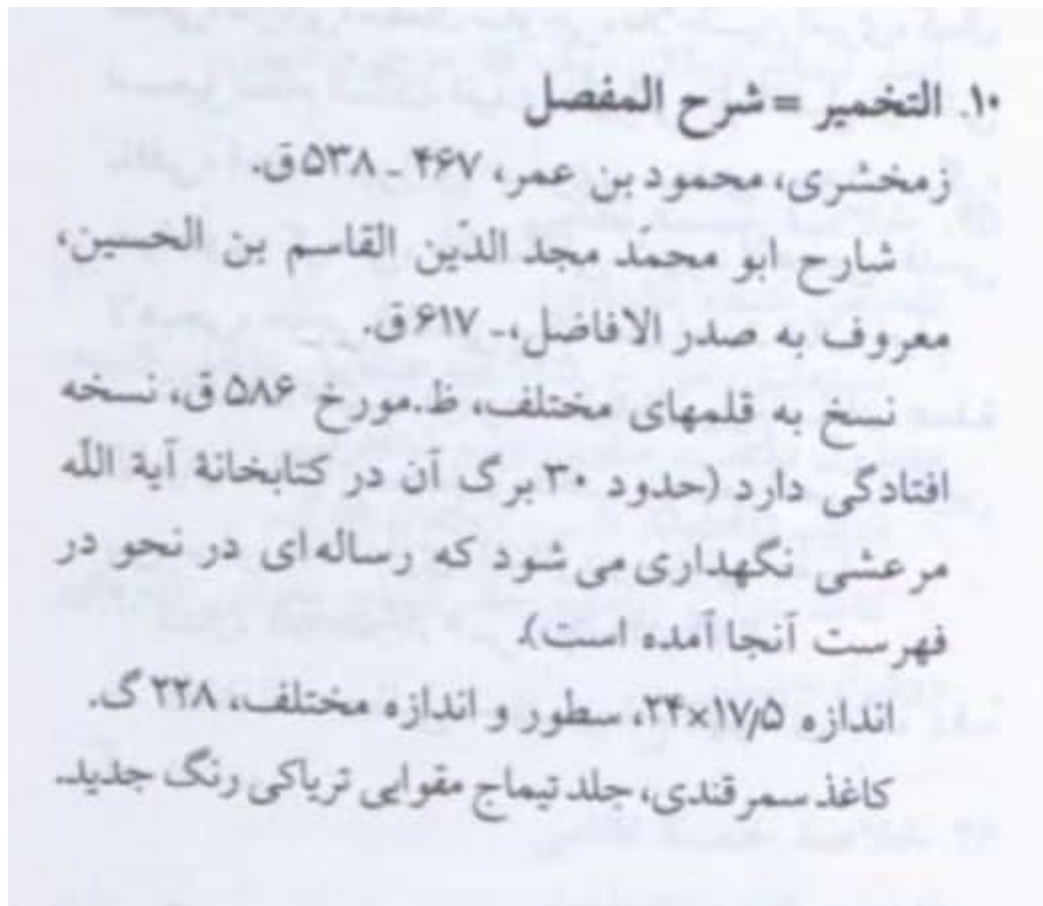 ۱۰. التخمیر = شرح المفصل
زمخشری، محمود بن عمر، ۴۶۷ ـ ۵۳۸ق.
شارح ابو محمّد مجد الدّین القاسم بن الحسین،
معروف به صدر الافاضل،ـ ۶۱۷ق.
نسخ به قلمهای مختلف، ظ.مورخ ۵۸۶ ق، نسخه
افتادگی دارد (حدود ۳۰ برگ آن در کتابخانهٔ آیة اللّه
مرعشی نگهداری می‌شود که رساله‌ای در نحو در
فهرست آنجا آمده است).
اندازه ۱۷٫۵×۲۴، سطور و اندازه مختلف، ۲۲۸ گ.
کاغذ سمرقندی، جلد تیماج مقوایی تریاکی رنگ جدید.